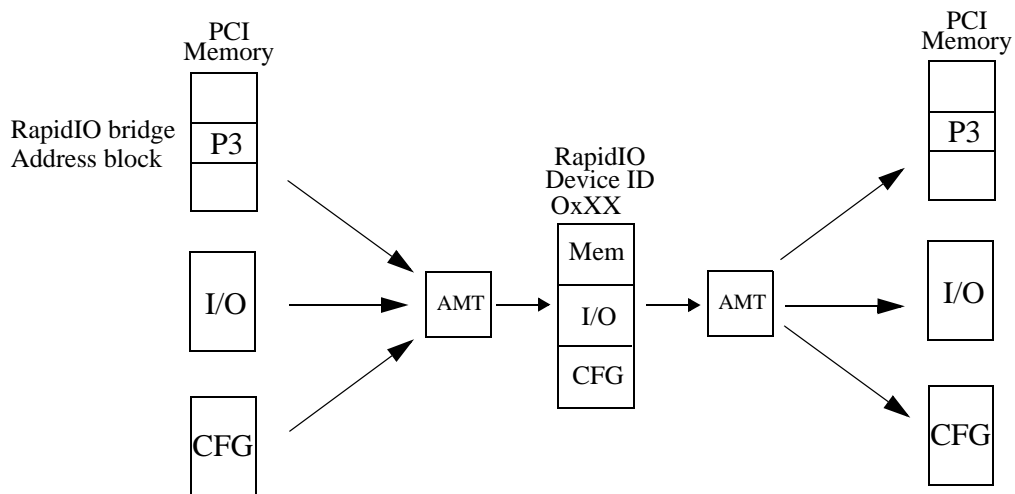 PCI
Memory
P3
RapidIO bridge
Address block
I/O
CFG
AMT
RapidIO
Device ID
OxXX
Mem
I/O
CFG
AMT
PCI
Memory
P3
I/O
CFG